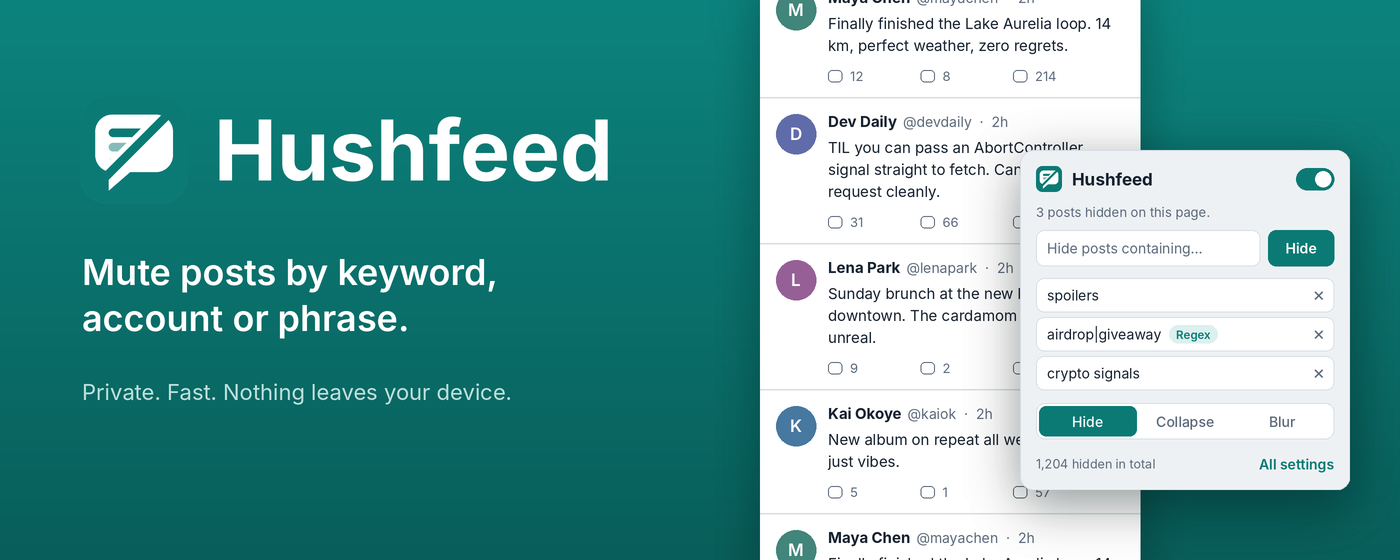 Hushfeed
Mute posts by keyword,
account or phrase.
Private. Fast. Nothing leaves your device.
M
Maya Chen @mayachen · 2h
Finally finished the Lake Aurelia loop. 14
km, perfect weather, zero regrets.
12 8 214
D
Dev Daily @devdaily · 2h
TIL you can pass an AbortController
signal straight to fetch.
request cleanly.
31 66
L
Lena Park @lenapark · 2h
Sunday brunch at the new
downtown. The cardamom
unreal.
9 2
K
Kai Okoye @kaiok · 2h
New album on repeat all
just vibes.
5 1 57
M
Maya Chen @mayachen · 2h
Hushfeed
3 posts hidden on this page.
Hide posts containing...
Hide
spoilers
airdrop|giveaway Regex
crypto signals
Hide Collapse Blur
1,204 hidden in total
All settings